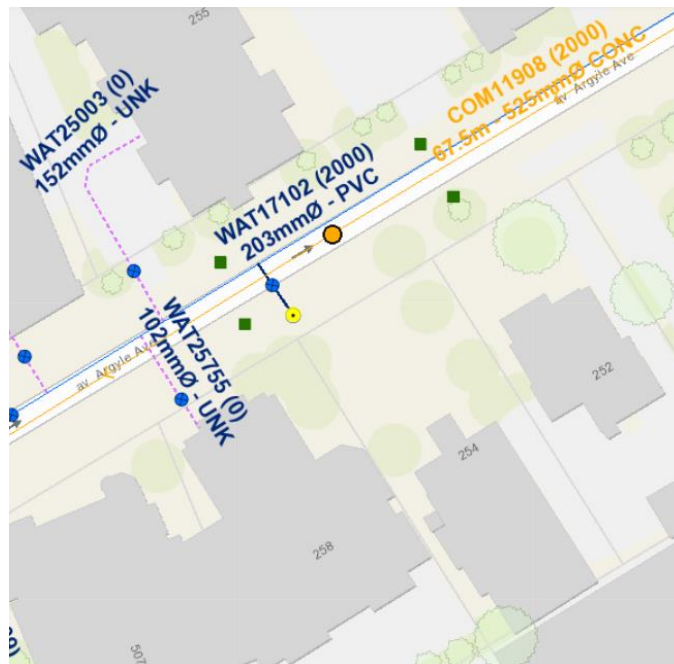 255
COM11908 (2000)
67.5m - 525mmØ CONC
av. Argyle Ave
WAT25003 (0)
152mmØ - UNK
WAT17102 (2000)
203mmØ - PVC
av. Argyle Ave
WAT25755 (0)
102mmØ - UNK
252
254
258
507